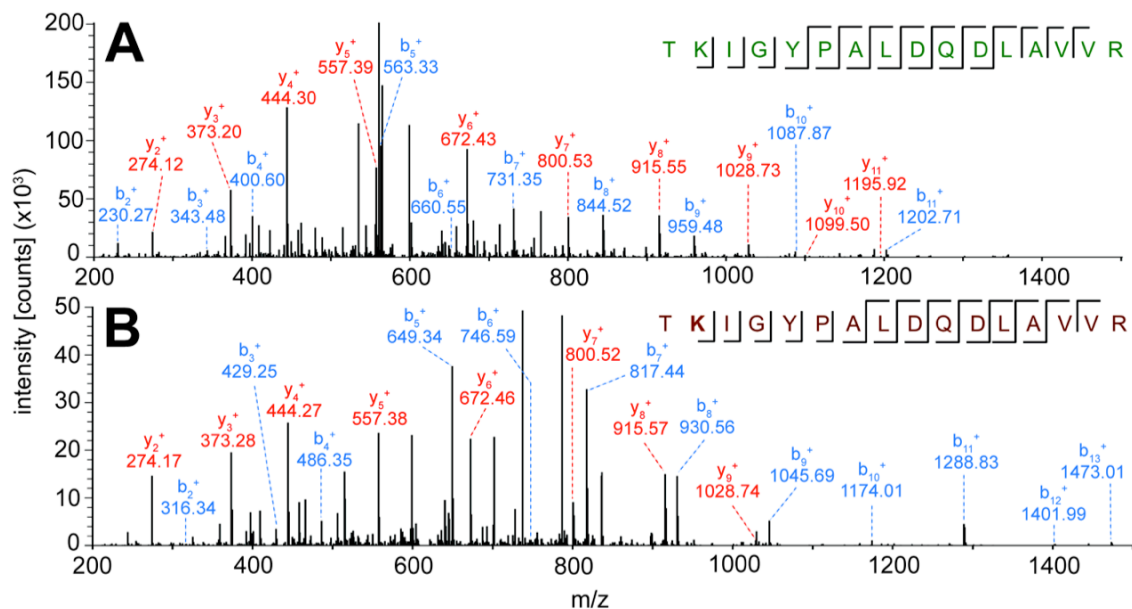 A
T K I G Y P A L D Q D L A V V R
intensity [counts] (x10³)
200
150
100
50
0
b₂⁺
230.27
y₂⁺
274.12
b₃⁺
343.48
y₃⁺
373.20
b₄⁺
400.60
y₄⁺
444.30
y₅⁺
557.39
b₅⁺
563.33
b₆⁺
660.55
y₆⁺
672.43
b₇⁺
731.35
y₇⁺
800.53
b₈⁺
844.52
y₈⁺
915.55
b₉⁺
959.48
y₉⁺
1028.73
b₁₀⁺
1087.87
y₁₀⁺
1099.50
y₁₁⁺
1195.92
b₁₁⁺
1202.71
200 400 600 800 1000 1200 1400
B
T K I G Y P A L D Q D L A V V R
50
40
30
20
10
0
y₂⁺
274.17
b₂⁺
316.34
y₃⁺
373.28
b₃⁺
429.25
y₄⁺
444.27
b₄⁺
486.35
y₅⁺
557.38
b₅⁺
649.34
y₆⁺
672.46
b₆⁺
746.59
y₇⁺
800.52
b₇⁺
817.44
y₈⁺
915.57
b₈⁺
930.56
y₉⁺
1028.74
b₉⁺
1045.69
b₁₀⁺
1174.01
b₁₁⁺
1288.83
b₁₂⁺
1401.99
b₁₃⁺
1473.01
200 400 600 800 1000 1200 1400
m/z